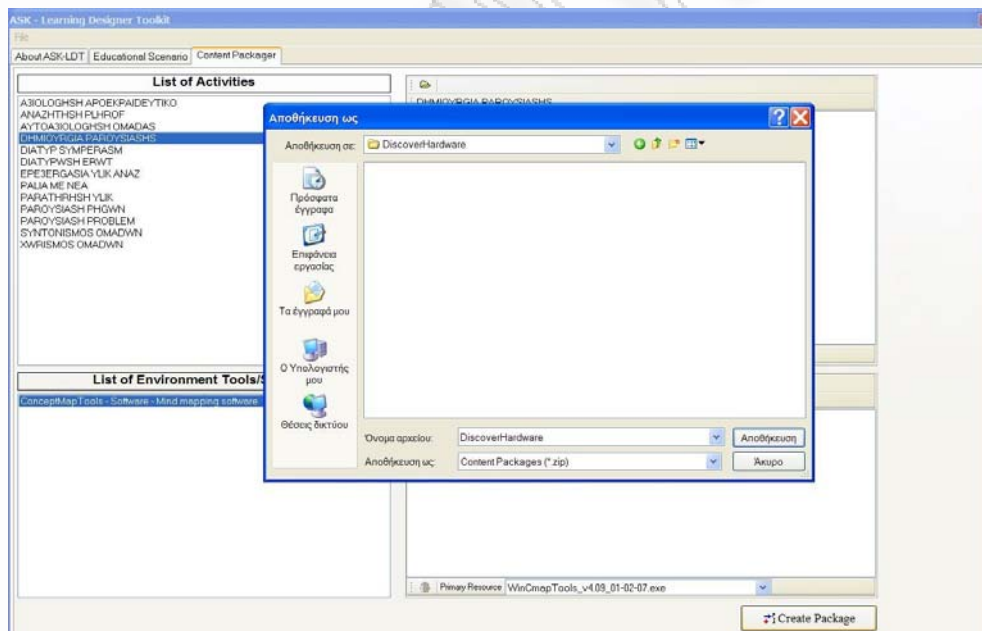 ASK - Learning Designer Toolkit
File
About ASK-LDT Educational Scenario Content Packager
List of Activities
A3IOLOGHSH APOEKPAIDEYTIKO
ANAZHTHSH PLHROF
AYTOA3IOLOGHSH OMADAS
DHMIOYRGIA PAROYSIASHS
DIATYP SYMPERASM
DIATYPWSH ERWT
EPE3ERGASIA YLIK ANAZ
PALIA ME NEA
PARATHRHSH YLIK
PAROYSIASH PHGWN
PAROYSIASH PROBLEM
SYNTONISMOS OMADWN
XWRISMOS OMADWN
DHMIOYRGIA PAROYSIASHS
Αποθήκευση ως
Αποθήκευση σε: DiscoverHardware
Πρόσφατα
έγγραφα
Επιφάνεια
εργασίας
Τα έγγραφά μου
Ο Υπολογιστής
μου
Θέσεις δικτύου
Όνομα αρχείου: DiscoverHardware Αποθήκευση
Αποθήκευση ως: Content Packages (*.zip) Άκυρο
List of Environment Tools/
ConceptMapTools - Software - Mind mapping software
Primary Resource WinCmapTools_v4.09_01-02-07.exe
Create Package